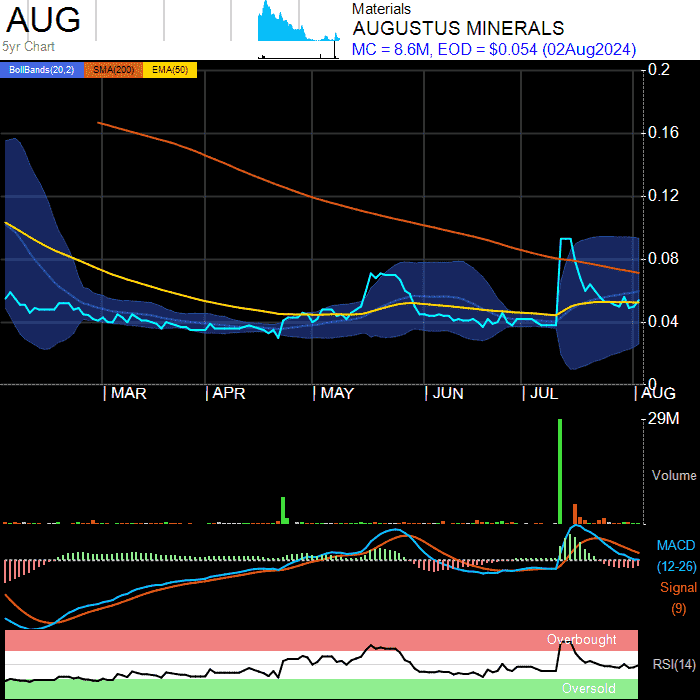 AUG
5yr Chart
Materials
AUGUSTUS MINERALS
MC = 8.6M, EOD = $0.054 (02Aug2024)
BollBands(20,2) SMA(200) EMA(50)
0.2
0.16
0.12
0.08
0.04
0
MAR APR MAY JUN JUL AUG
29M
Volume
MACD
(12-26)
Signal
(9)
Overbought
RSI(14)
Oversold